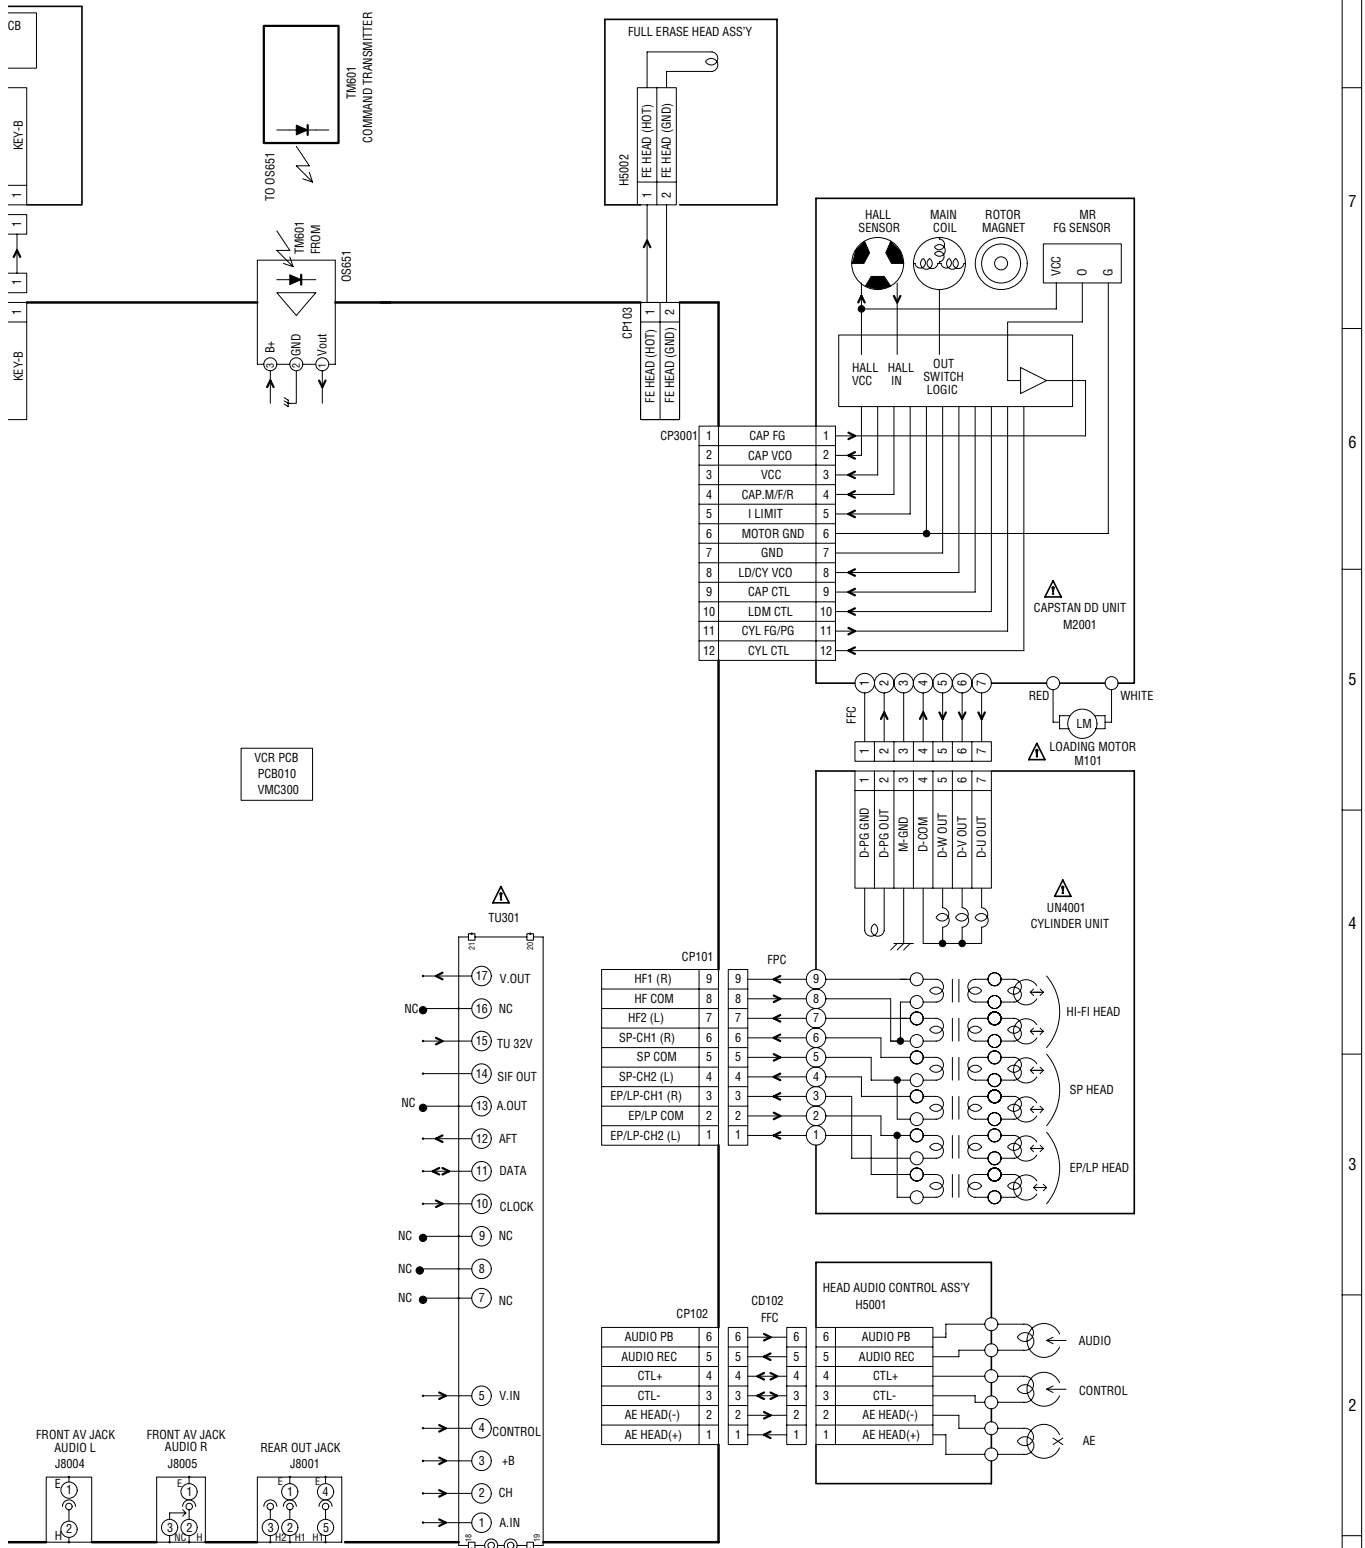 CB
KEY-B
1
1
1
1
KEY-B
TM601
COMMAND TRANSMITTER
TO OS651
TM601
FROM
OS651
3 B+
2 GND
1 Vout
FULL ERASE HEAD ASS'Y
H5002
1 FE HEAD (HOT)
2 FE HEAD (GND)
CP103
FE HEAD (HOT) 1
FE HEAD (GND) 2
HALL SENSOR
MAIN COIL
ROTOR MAGNET
MR FG SENSOR
VCC
O
G
HALL VCC
HALL IN
OUT SWITCH LOGIC
CP3001
1 CAP FG 1
2 CAP VCO 2
3 VCC 3
4 CAP.M/F/R 4
5 I LIMIT 5
6 MOTOR GND 6
7 GND 7
8 LD/CY VCO 8
9 CAP CTL 9
10 LDM CTL 10
11 CYL FG/PG 11
12 CYL CTL 12
CAPSTAN DD UNIT
M2001
1 2 3 4 5 6 7
FFC
RED
WHITE
LM
LOADING MOTOR
M101
1 2 3 4 5 6 7
1 2 3 4 5 6 7
D-PG GND
D-PG OUT
M-GND
D-COM
D-W OUT
D-V OUT
D-U OUT
UN4001
CYLINDER UNIT
VCR PCB
PCB010
VMC300
TU301
21
20
17 V.OUT
NC 16 NC
15 TU 32V
14 SIF OUT
NC 13 A.OUT
12 AFT
11 DATA
10 CLOCK
NC 9 NC
NC 8
NC 7 NC
5 V.IN
4 CONTROL
3 +B
2 CH
1 A.IN
18
19
CP101
FPC
HF1 (R) 9 9 9
HF COM 8 8 8
HF2 (L) 7 7 7
SP-CH1 (R) 6 6 6
SP COM 5 5 5
SP-CH2 (L) 4 4 4
EP/LP-CH1 (R) 3 3 3
EP/LP COM 2 2 2
EP/LP-CH2 (L) 1 1 1
HI-FI HEAD
SP HEAD
EP/LP HEAD
CP102
CD102
FFC
HEAD AUDIO CONTROL ASS'Y
H5001
AUDIO PB 6 6 6 6 AUDIO PB
AUDIO REC 5 5 5 5 AUDIO REC
CTL+ 4 4 4 4 CTL+
CTL- 3 3 3 3 CTL-
AE HEAD(-) 2 2 2 2 AE HEAD(-)
AE HEAD(+) 1 1 1 1 AE HEAD(+)
AUDIO
CONTROL
AE
FRONT AV JACK
AUDIO L
J8004
E 1
H 2
FRONT AV JACK
AUDIO R
J8005
E 1
3 2
NC H
REAR OUT JACK
J8001
E 1 E 4
3 2 5
H2 H1 H1
7
6
5
4
3
2